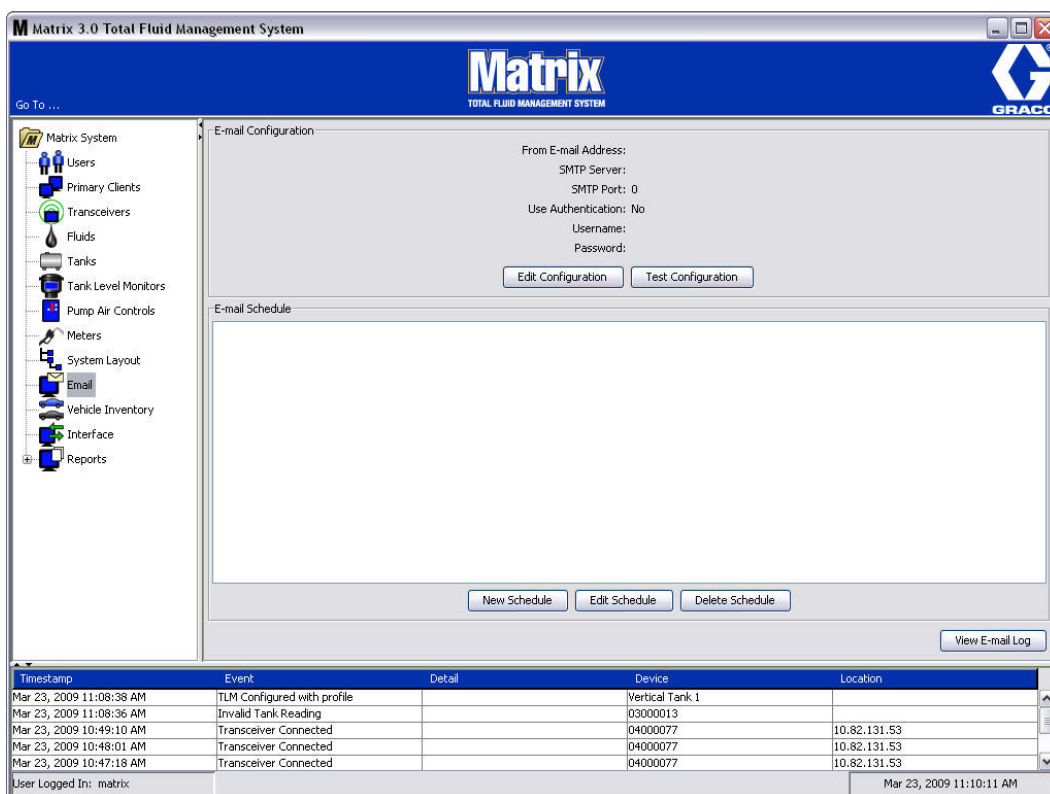 M Matrix 3.0 Total Fluid Management System
Matrix
TOTAL FLUID MANAGEMENT SYSTEM
Go To ...
GRACO
Matrix System
Users
Primary Clients
Transceivers
Fluids
Tanks
Tank Level Monitors
Pump Air Controls
Meters
System Layout
Email
Vehicle Inventory
Interface
Reports
E-mail Configuration
From E-mail Address:
SMTP Server:
SMTP Port: 0
Use Authentication: No
Username:
Password:
Edit Configuration Test Configuration
E-mail Schedule
New Schedule Edit Schedule Delete Schedule
View E-mail Log
Timestamp Event Detail Device Location
Mar 23, 2009 11:08:38 AM TLM Configured with profile Vertical Tank 1
Mar 23, 2009 11:08:36 AM Invalid Tank Reading 03000013
Mar 23, 2009 10:49:10 AM Transceiver Connected 04000077 10.82.131.53
Mar 23, 2009 10:48:01 AM Transceiver Connected 04000077 10.82.131.53
Mar 23, 2009 10:47:18 AM Transceiver Connected 04000077 10.82.131.53
User Logged In: matrix Mar 23, 2009 11:10:11 AM